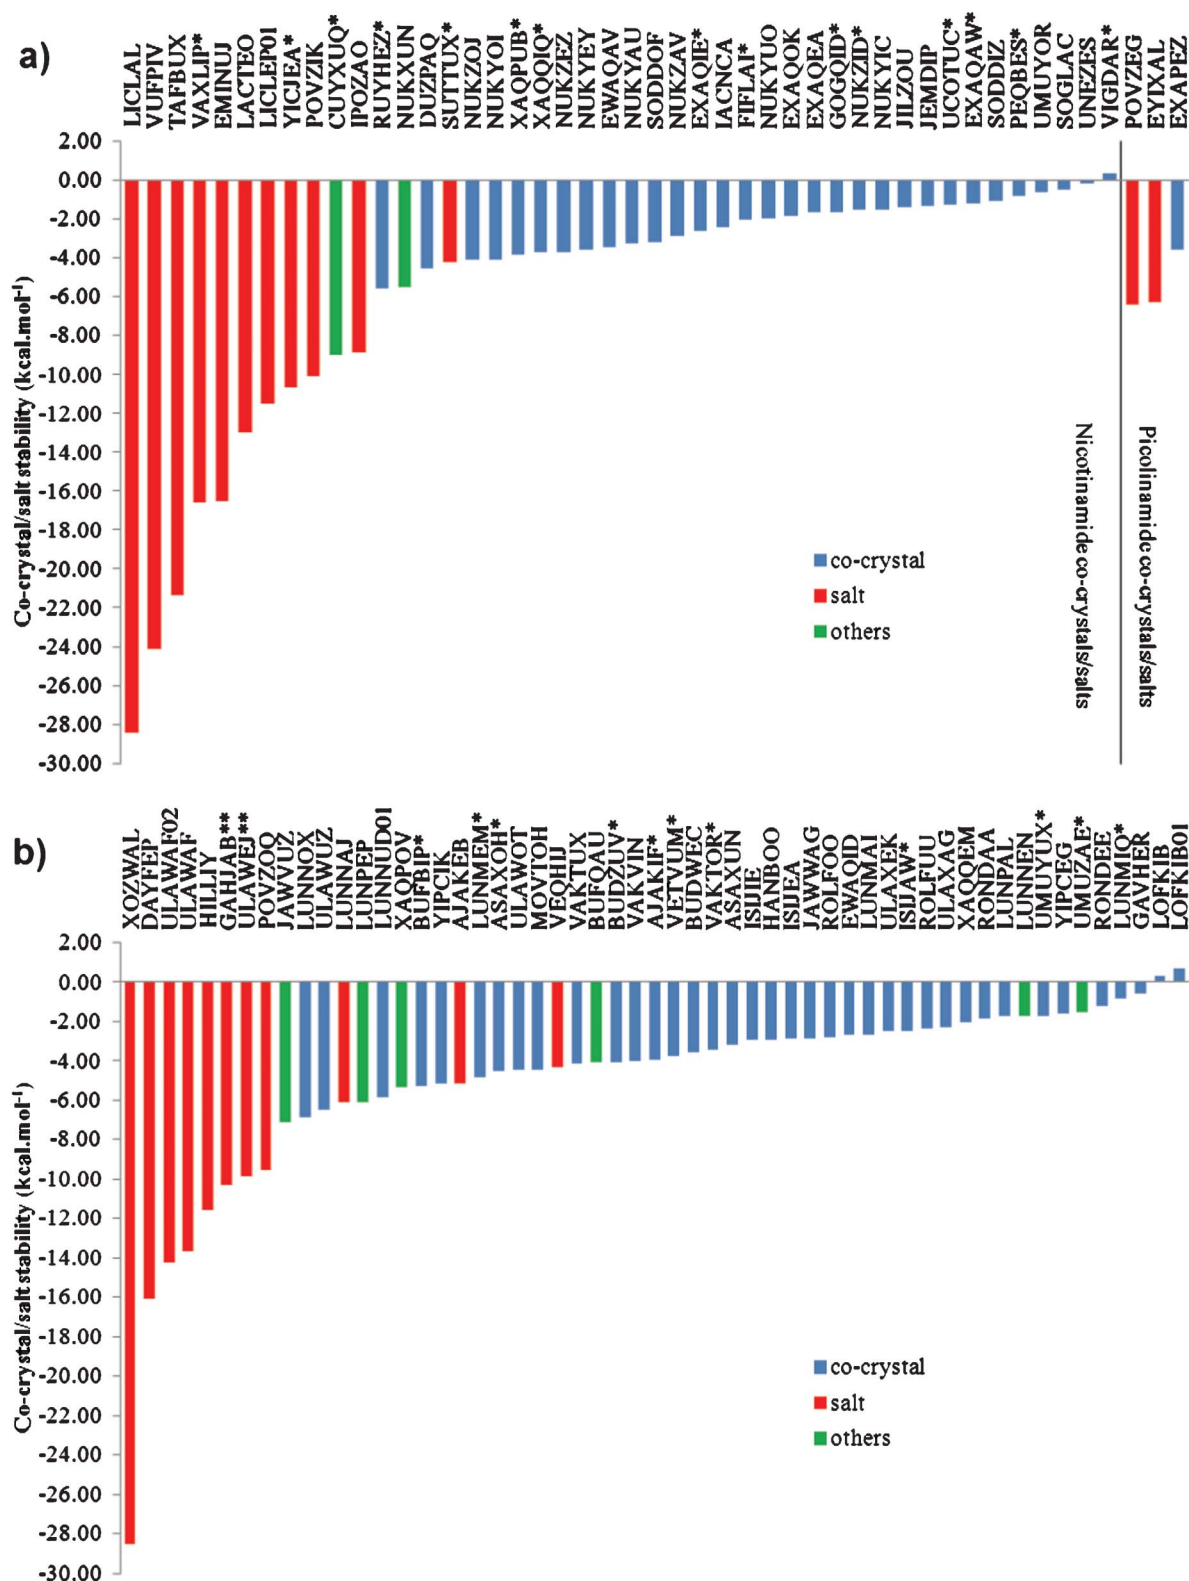 a)
LICLAL
VUFPIV
TAFBUX
VAXLIP*
EMINUJ
LACTEO
LICLEP01
YICJEA*
POVZIK
CUYXUQ*
IPOZAO
RUYHEZ*
NUKXUN
DUZPAQ
SUTTUX*
NUKZOJ
NUKYOI
XAQPUB*
XAQQIQ*
NUKZEZ
NUKYEY
EWAQAV
NUKYAU
SODDOF
NUKZAV
EXAQIE*
IACNCA
FIFLAI*
NUKYUO
EXAQOK
EXAQEA
GOGQID*
NUKZID*
NUKYIC
JILZOU
JEMDIP
UCOTUC*
EXAQAW*
SODDIZ
PEQBES*
UMUYOR
SOGLAC
UNEZES
VIGDAR*
POVZEG
EYIXAL
EXAPEZ
2.00
0.00
-2.00
-4.00
-6.00
-8.00
-10.00
-12.00
-14.00
-16.00
-18.00
-20.00
-22.00
-24.00
-26.00
-28.00
-30.00
Co-crystal/salt stability (kcal.mol-1)
co-crystal
salt
others
Nicotinamide co-crystals/salts
Picolinamide co-crystals/salts
b)
XOZWAL
DAYFEP
ULAWAF02
ULAWAF
HILLIY
GAHJAB**
ULAWEJ**
POVZOQ
JAWVUZ
LUNNOX
ULAWUZ
LUNNAJ
LUNPEP
LUNNUD01
XAQPOV
BUFBIP*
YIPCIK
AJAKEB
LUNMEM*
ASAXOH*
ULAWOT
MOVTOH
VEQHIJ
VAKTUX
BUFQAU
BUDZUV*
VAKVIN
AJAKIF*
VETVUM*
BUDWEC
VAKTOR*
ASAXUN
ISIJIE
HANBOO
ISIJEA
JAWWAG
ROLFOO
EWAQID
LUNMAI
ULAXEK
ISIJAW*
ROLFUU
ULAXAG
XAQQEM
RONDAA
LUNPAL
LUNNEN
UMUYUX*
YIPCEG
UMUZAE*
RONDEE
LUNMIQ*
GAVHER
LOFKIB
LOFKIB01
2.00
0.00
-2.00
-4.00
-6.00
-8.00
-10.00
-12.00
-14.00
-16.00
-18.00
-20.00
-22.00
-24.00
-26.00
-28.00
-30.00
Co-crystal/salt stability (kcal.mol-1)
co-crystal
salt
others